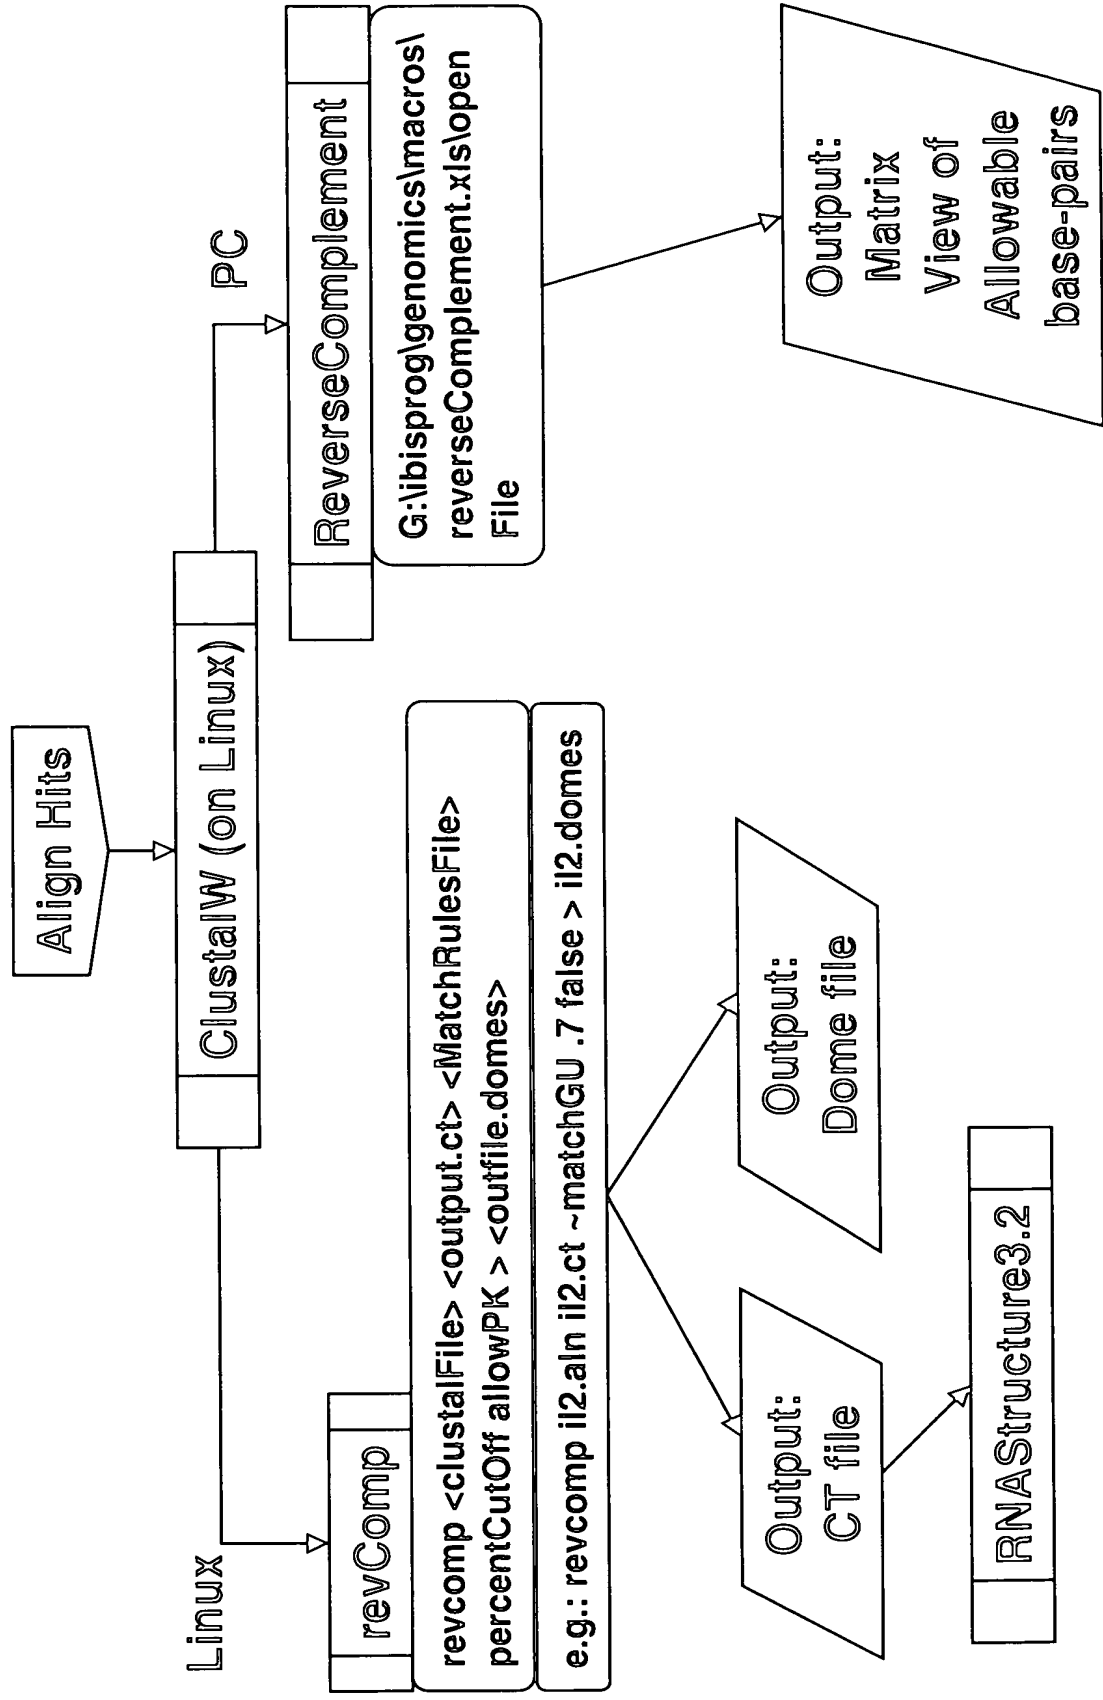 Align Hits
ClustalW (on Linux)
Linux
PC
revComp
revcomp <clustalFile> <output.ct> <MatchRulesFile>
percentCutOff allowPK > <outfile.domes>
e.g.: revcomp il2.aln il2.ct ~matchGU .7 false > il2.domes
Output:
CT file
Output:
Dome file
RNAStructure3.2
ReverseComplement
G:\ibisprog\genomics\macros\
reverseComplement.xls\open
File
Output:
Matrix
View of
Allowable
base-pairs